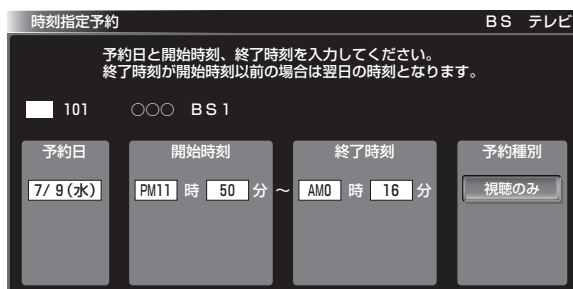 時刻指定予約 BS テレビ
予約日と開始時刻、終了時刻を入力してください。
終了時刻が開始時刻以前の場合は翌日の時刻となります。
101 ○○○ BS1
予約日 開始時刻 終了時刻 予約種別
7/ 9(水) PM11 時 50 分 ~ AM0 時 16 分 視聴のみ